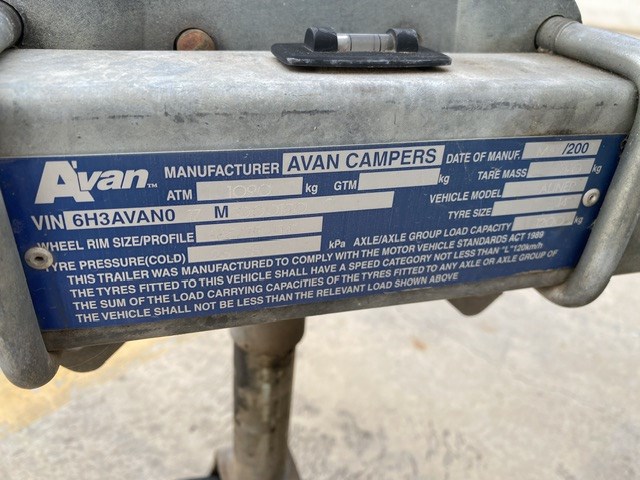 Avan™ MANUFACTURER AVAN CAMPERS DATE OF MANUF. /200
ATM kg GTM kg TARE MASS kg
VIN 6H3AVAN0 M VEHICLE MODEL
WHEEL RIM SIZE/PROFILE TYRE SIZE
TYRE PRESSURE(COLD) kPa AXLE/AXLE GROUP LOAD CAPACITY
THIS TRAILER WAS MANUFACTURED TO COMPLY WITH THE MOTOR VEHICLE STANDARDS ACT 1989
THE TYRES FITTED TO THIS VEHICLE SHALL HAVE A SPEED CATEGORY NOT LESS THAN "L" 120km/h
THE SUM OF THE LOAD CARRYING CAPACITIES OF THE TYRES FITTED TO ANY AXLE OR AXLE GROUP OF
THE VEHICLE SHALL NOT BE LESS THAN THE RELEVANT LOAD SHOWN ABOVE